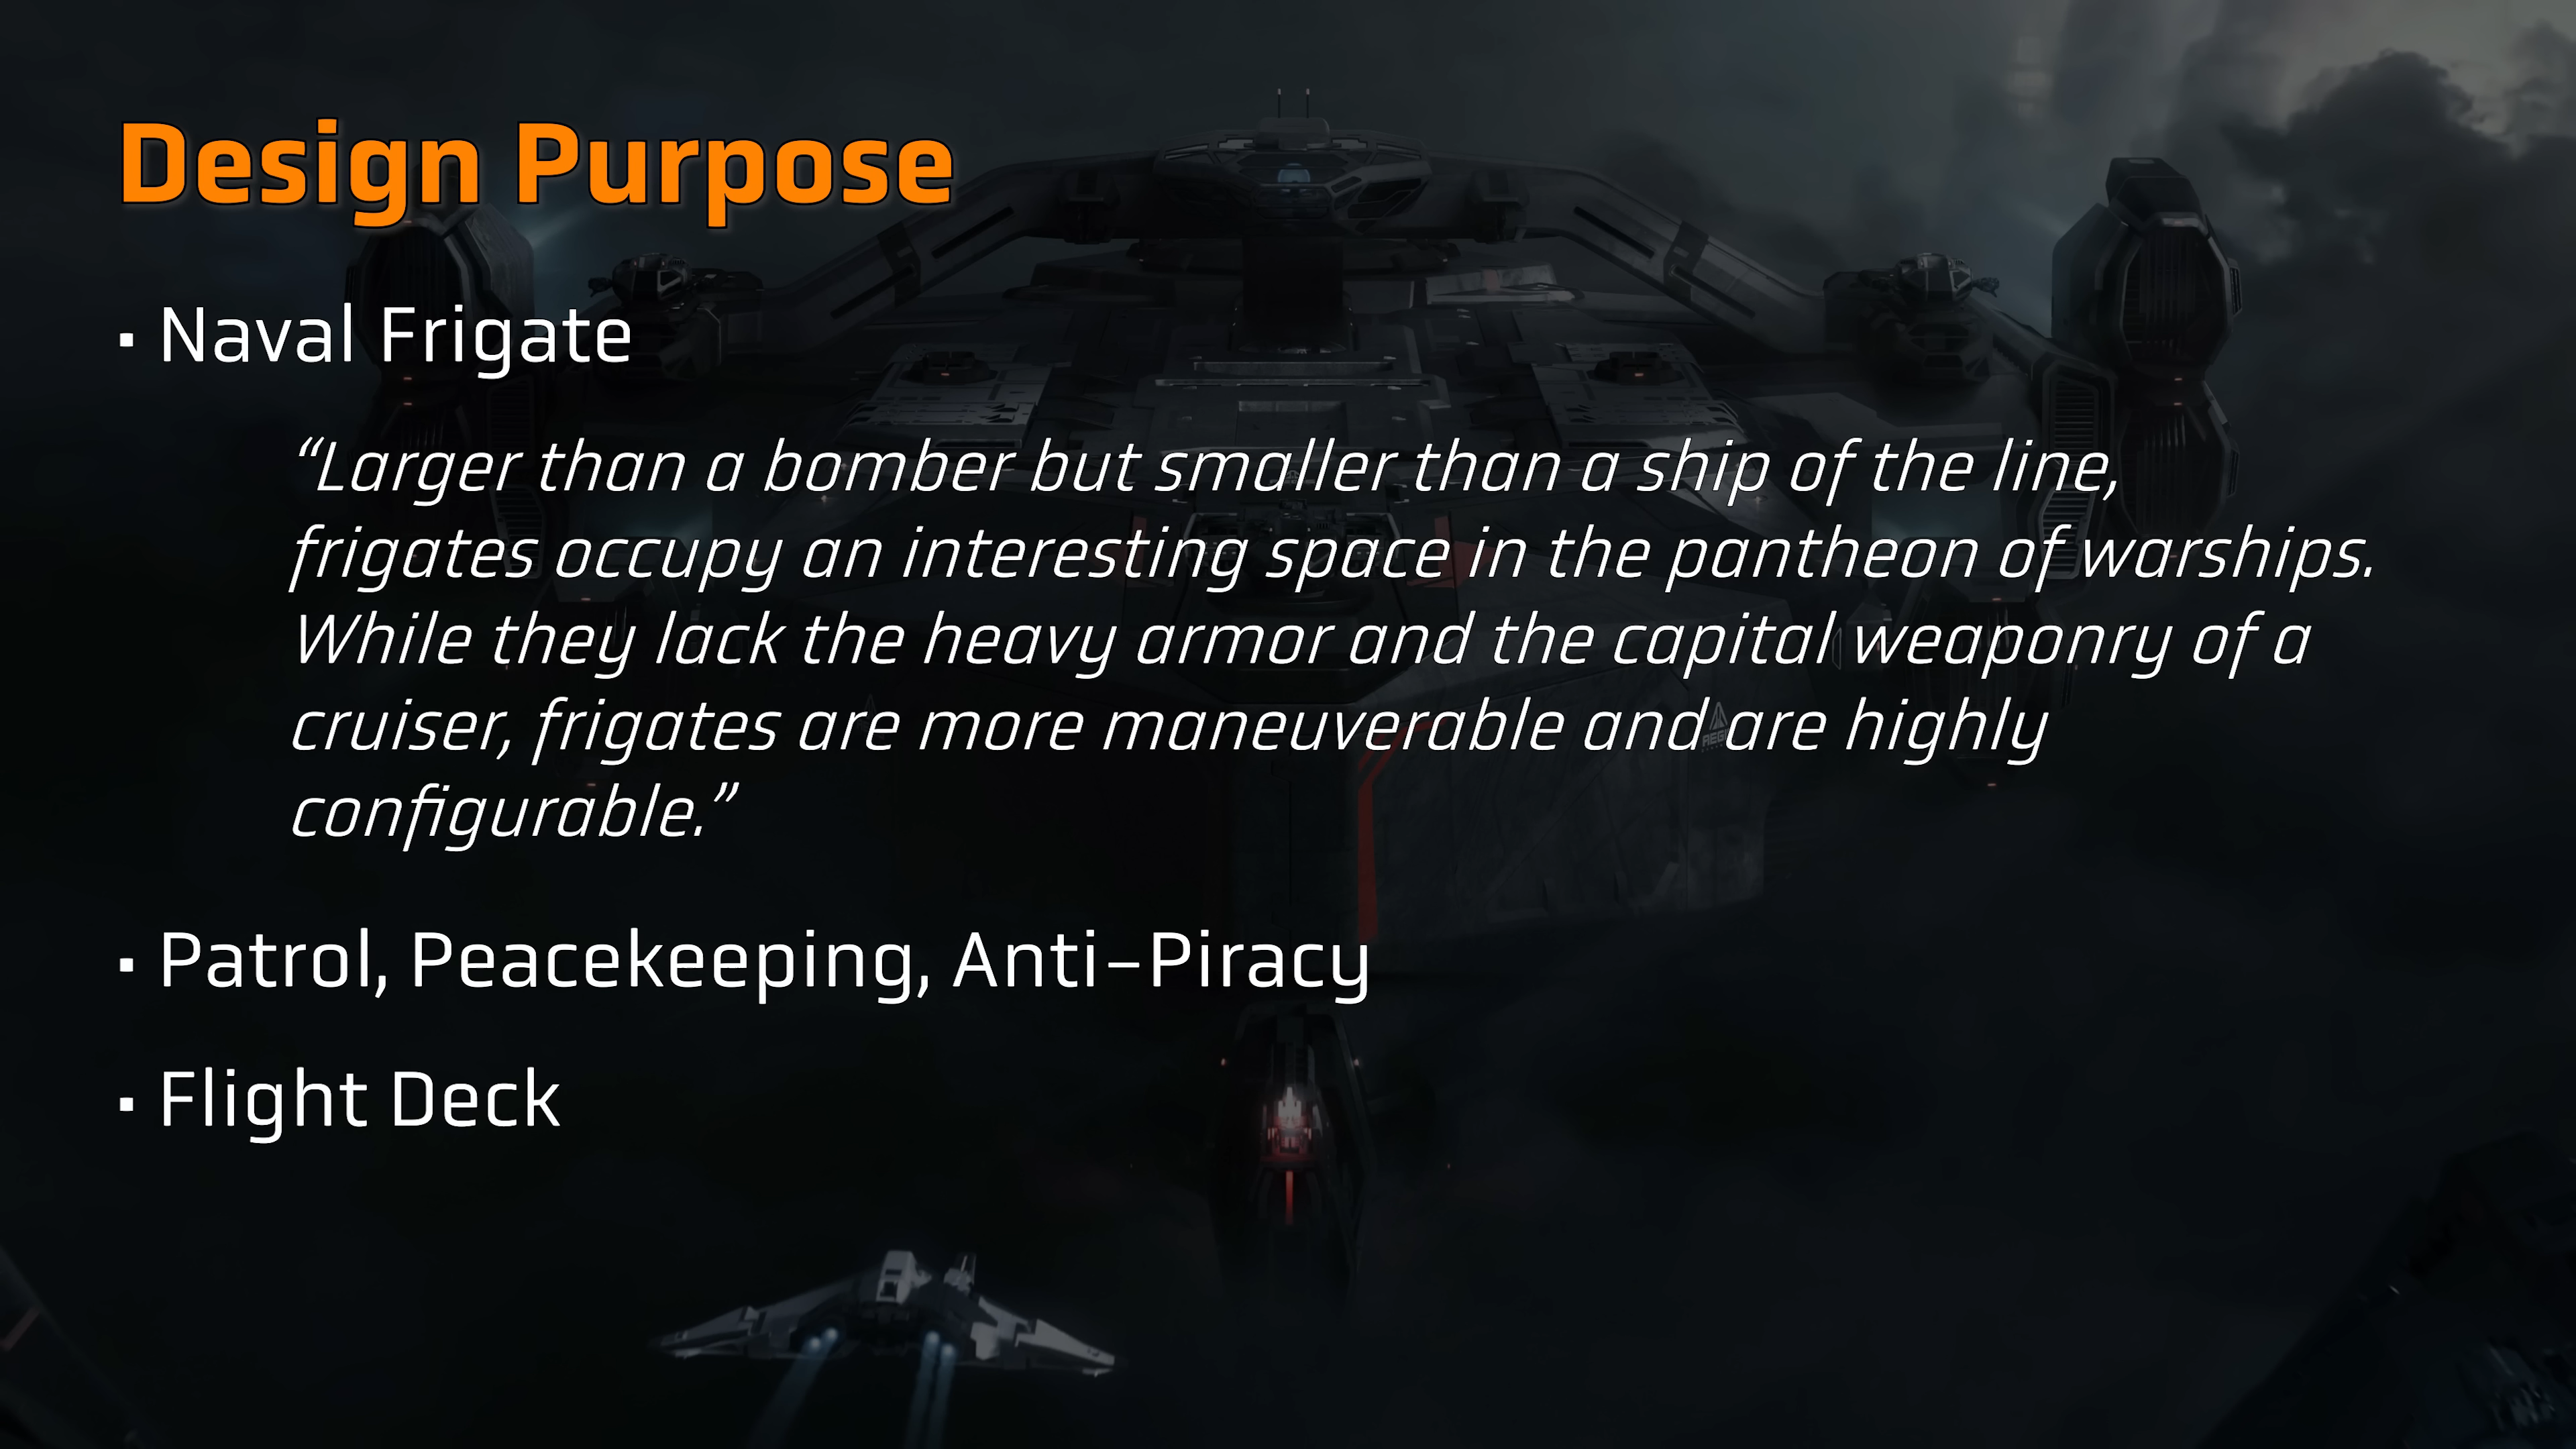 Design Purpose
▪ Naval Frigate
“Larger than a bomber but smaller than a ship of the line,
frigates occupy an interesting space in the pantheon of warships.
While they lack the heavy armor and the capital weaponry of a
cruiser, frigates are more maneuverable and are highly
configurable.”
▪ Patrol, Peacekeeping, Anti-Piracy
▪ Flight Deck